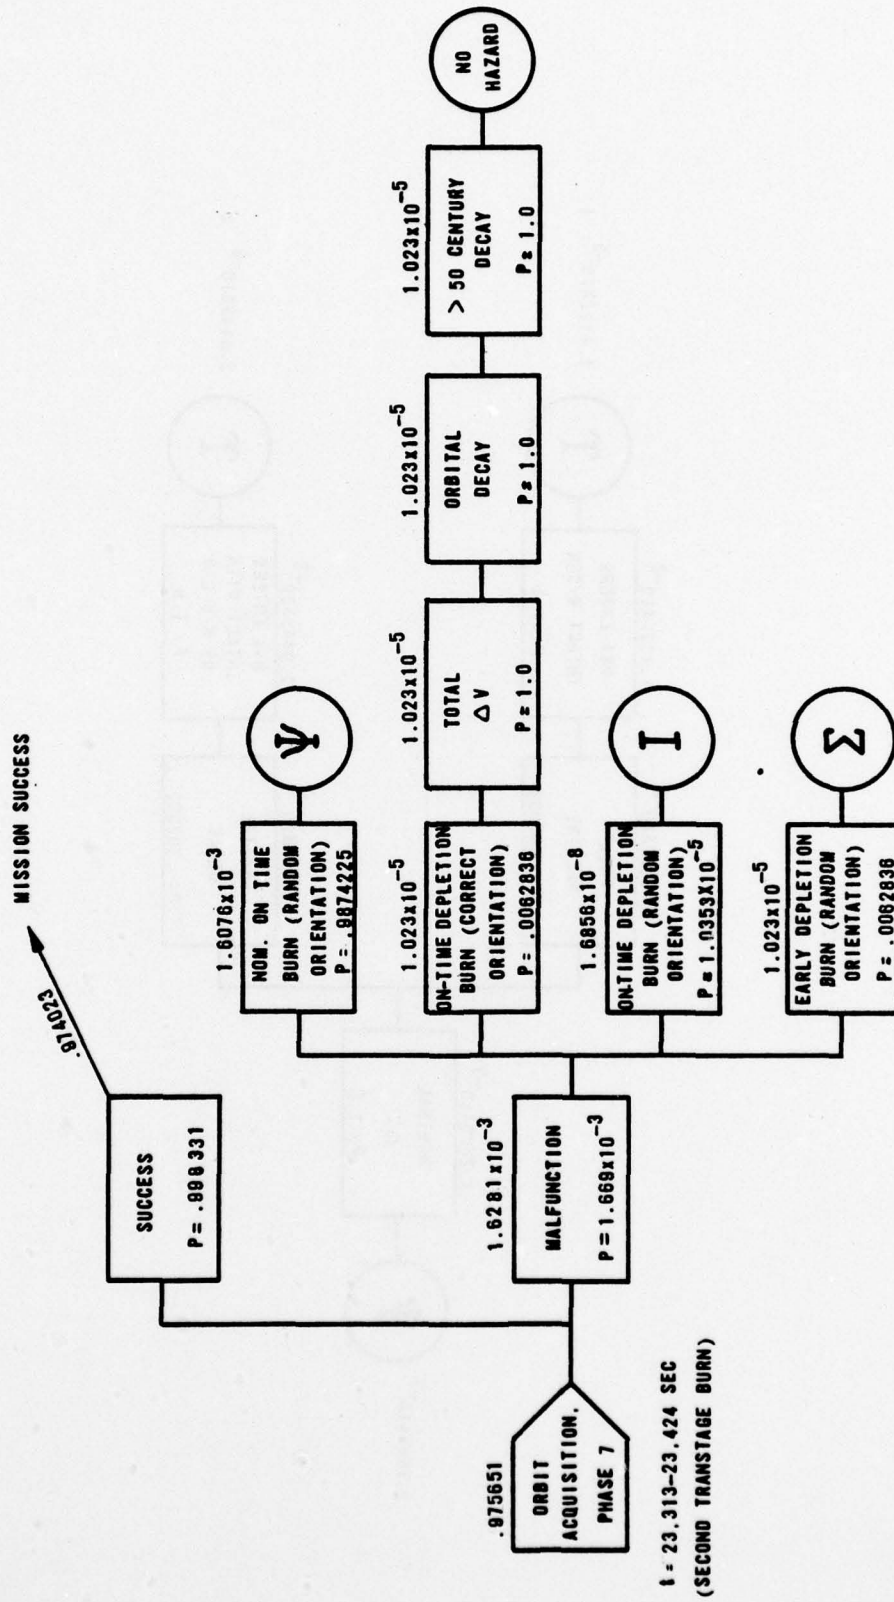 MISSION SUCCESS
.974023
SUCCESS
P = .998331
.975651
ORBIT
ACQUISITION,
PHASE 7
t = 23,313–23,424 SEC
(SECOND TRANSTAGE BURN)
1.6281x10⁻³
MALFUNCTION
P=1.669x10⁻³
1.6076x10⁻³
NOM. ON TIME
BURN (RANDOM
ORIENTATION)
P = .9874225
Ψ
1.023x10⁻⁵
ON-TIME DEPLETION
BURN (CORRECT
ORIENTATION)
P = .0062836
1.023x10⁻⁵
TOTAL
△V
P = 1.0
1.023x10⁻⁵
ORBITAL
DECAY
P = 1.0
1.023x10⁻⁵
> 50 CENTURY
DECAY
P = 1.0
NO
HAZARD
1.6856x10⁻⁸
ON-TIME DEPLETION
BURN (RANDOM
ORIENTATION)
P = 1.0353X10⁻⁵
I
1.023x10⁻⁵
EARLY DEPLETION
BURN (RANDOM
ORIENTATION)
P = .0062836
Σ